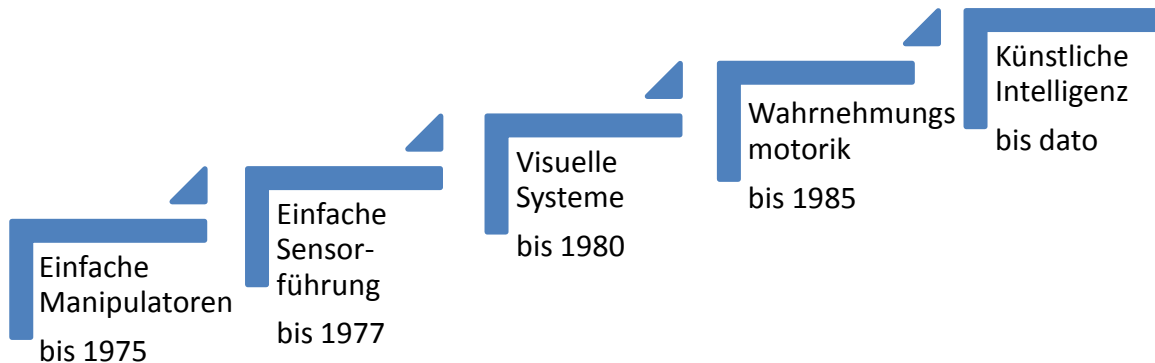 Einfache
Manipulatoren
bis 1975
Einfache
Sensor-
führung
bis 1977
Visuelle
Systeme
bis 1980
Wahrnehmungs
motorik
bis 1985
Künstliche
Intelligenz
bis dato